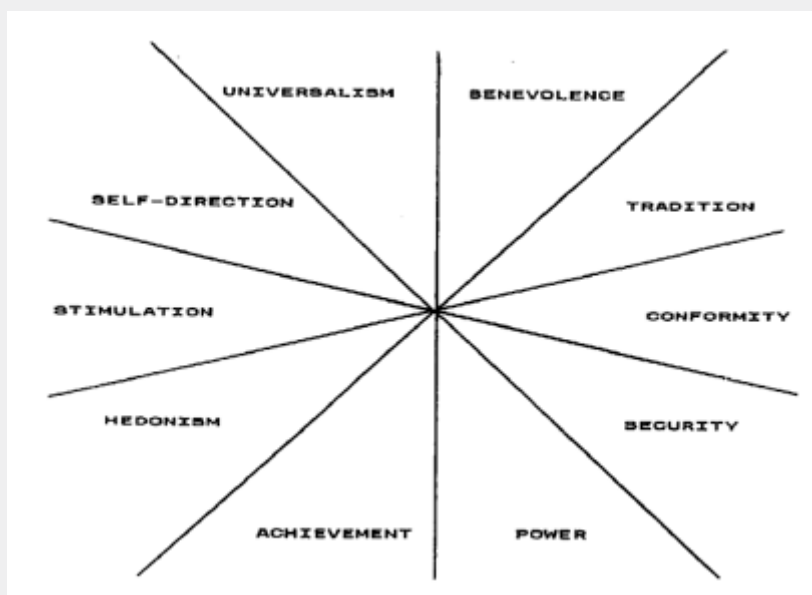 UNIVERSALISM
BENEVOLENCE
SELF-DIRECTION
TRADITION
STIMULATION
CONFORMITY
HEDONISM
SECURITY
ACHIEVEMENT
POWER